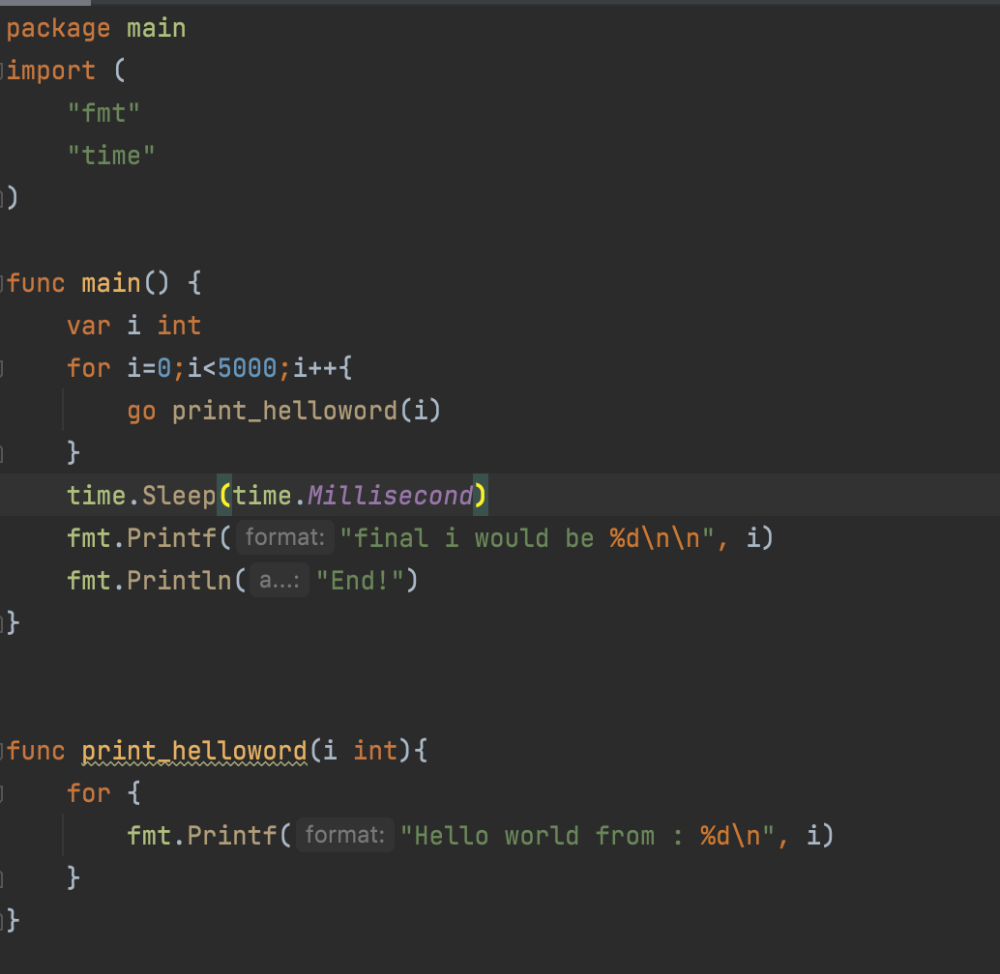 package main
import (
    "fmt"
    "time"
)
func main() {
    var i int
    for i=0;i<5000;i++{
        go print_helloword(i)
    }
    time.Sleep(time.Millisecond)
    fmt.Printf( format: "final i would be %d\n\n", i)
    fmt.Println( a...: "End!")
}
func print_helloword(i int){
    for {
        fmt.Printf( format: "Hello world from : %d\n", i)
    }
}